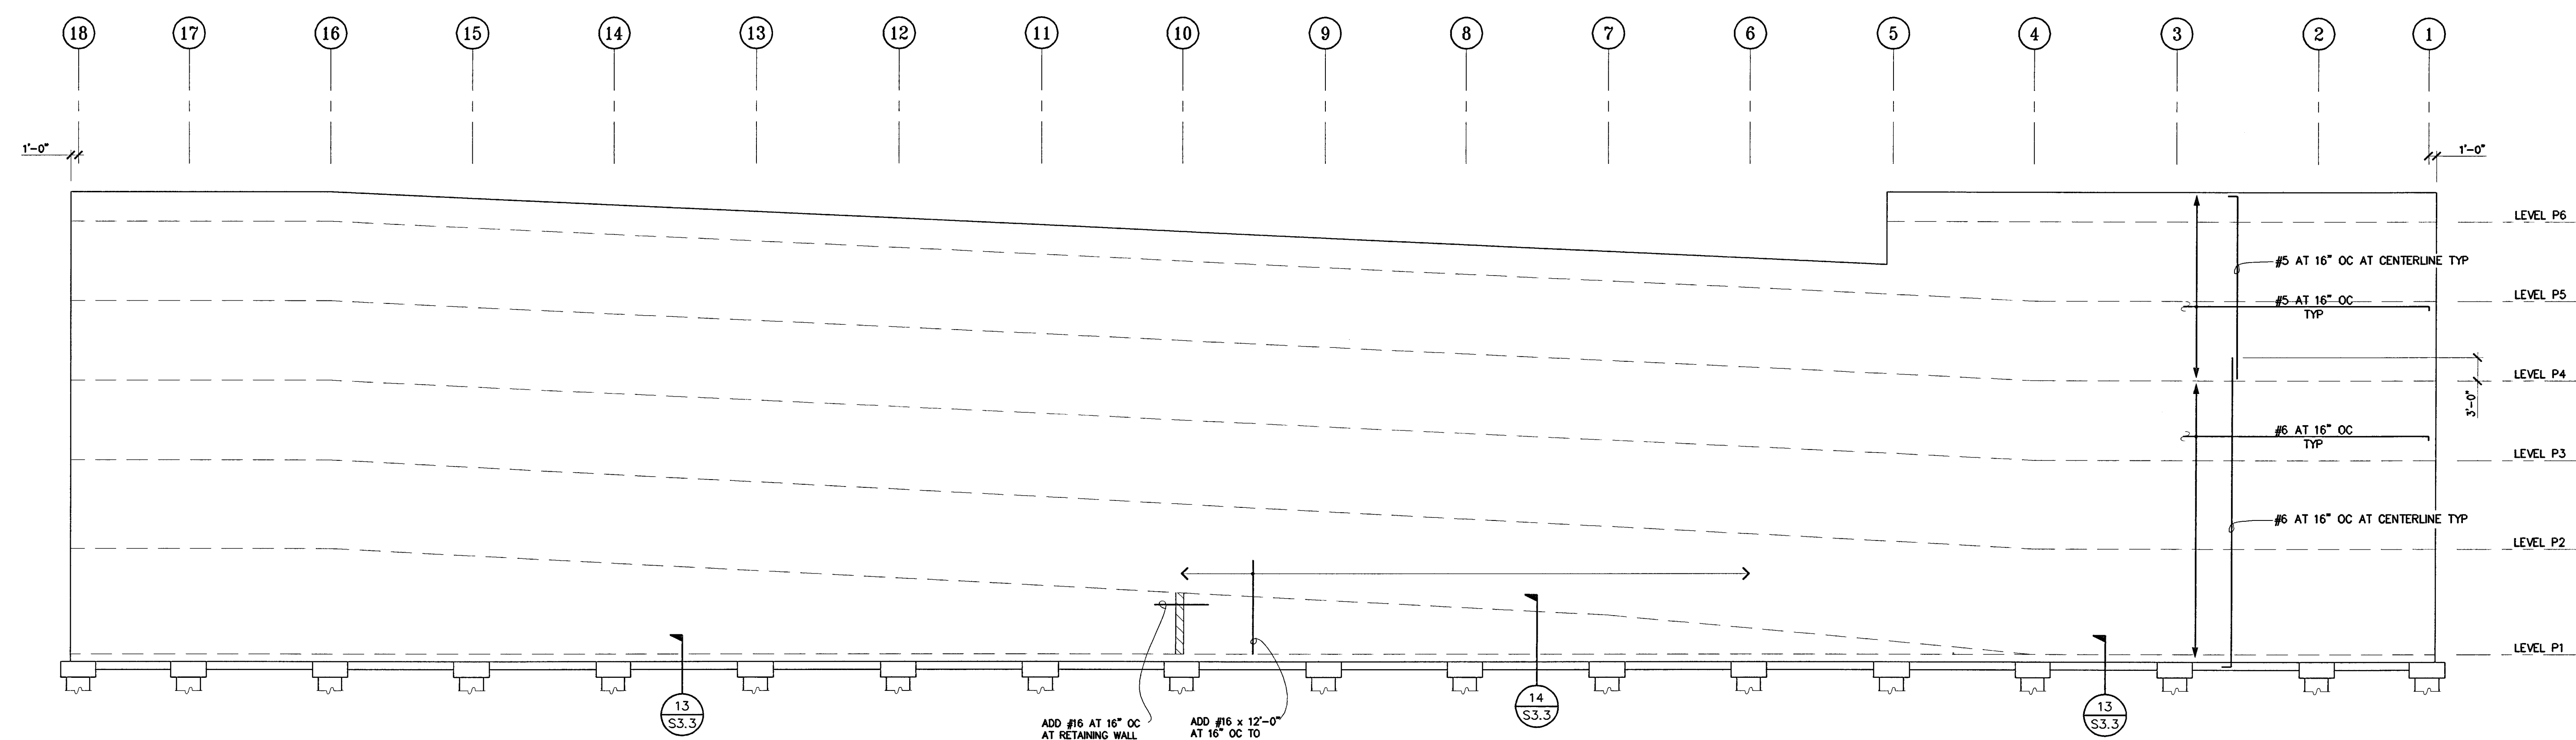 18 17 16 15 14 13 12 11 10 9 8 7 6 5 4 3 2 1
1'-0"
1'-0"
LEVEL P6
#5 AT 16" OC AT CENTERLINE TYP
LEVEL P5
#5 AT 16" OC
TYP
LEVEL P4
3'-0"
#6 AT 16" OC
TYP
LEVEL P3
#6 AT 16" OC AT CENTERLINE TYP
LEVEL P2
LEVEL P1
13
S3.3
14
S3.3
13
S3.3
ADD #16 AT 16" OC
AT RETAINING WALL
ADD #16 x 12'-0"
AT 16" OC TO